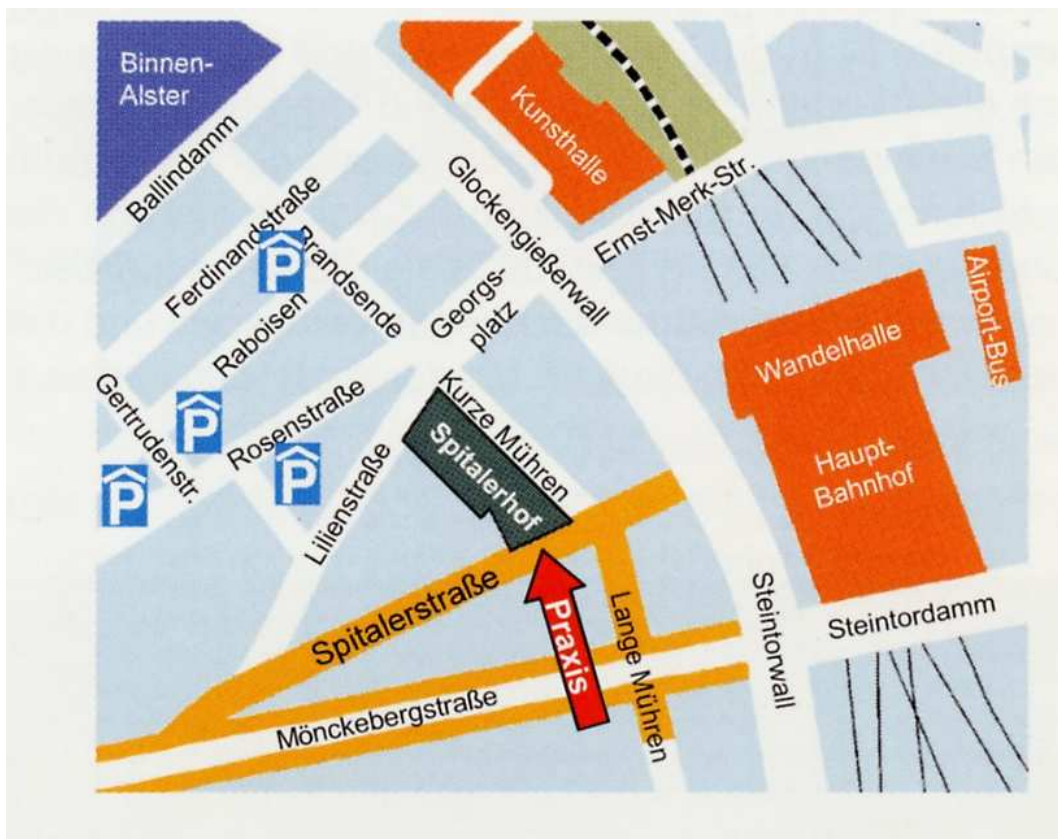 Binnen-
Alster
Kunsthalle
Ballindamm
Glockengießerwall
Ernst-Merk-Str.
Ferdinandstraße
Brandsende
P
Georgs-
platz
Airport-Bus
Raboisen
Wandelhalle
Gertrudenstr.
P
Rosenstraße
Kurze Mühren
Spitalerhof
Haupt-
Bahnhof
P
P
Lilienstraße
Spitalerstraße
Praxis
Lange Mühren
Steintorwall
Steintordamm
Mönckebergstraße